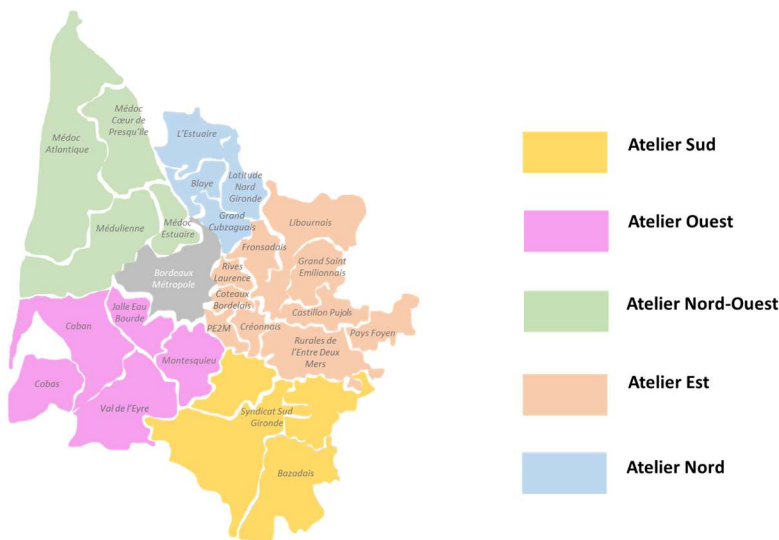 Médoc
Cœur de
Presqu'île
Médoc
Atlantique
L'Estuaire
Blaye
Latitude
Nord
Gironde
Médulienne
Médoc
Estuaire
Grand
Cubzaguais
Libournais
Fronsadais
Bordeaux
Métropole
Rives
Laurence
Grand Saint
Emilionnais
Coteaux
Bordelais
Jalle Eau
Bourde
Castillon Pujols
Coban
PE2M
Créonnais
Pays Foyen
Rurales de
l'Entre Deux
Mers
Montesquieu
Cobas
Val de l'Eyre
Syndicat Sud
Gironde
Bazadais
Atelier Sud
Atelier Ouest
Atelier Nord-Ouest
Atelier Est
Atelier Nord